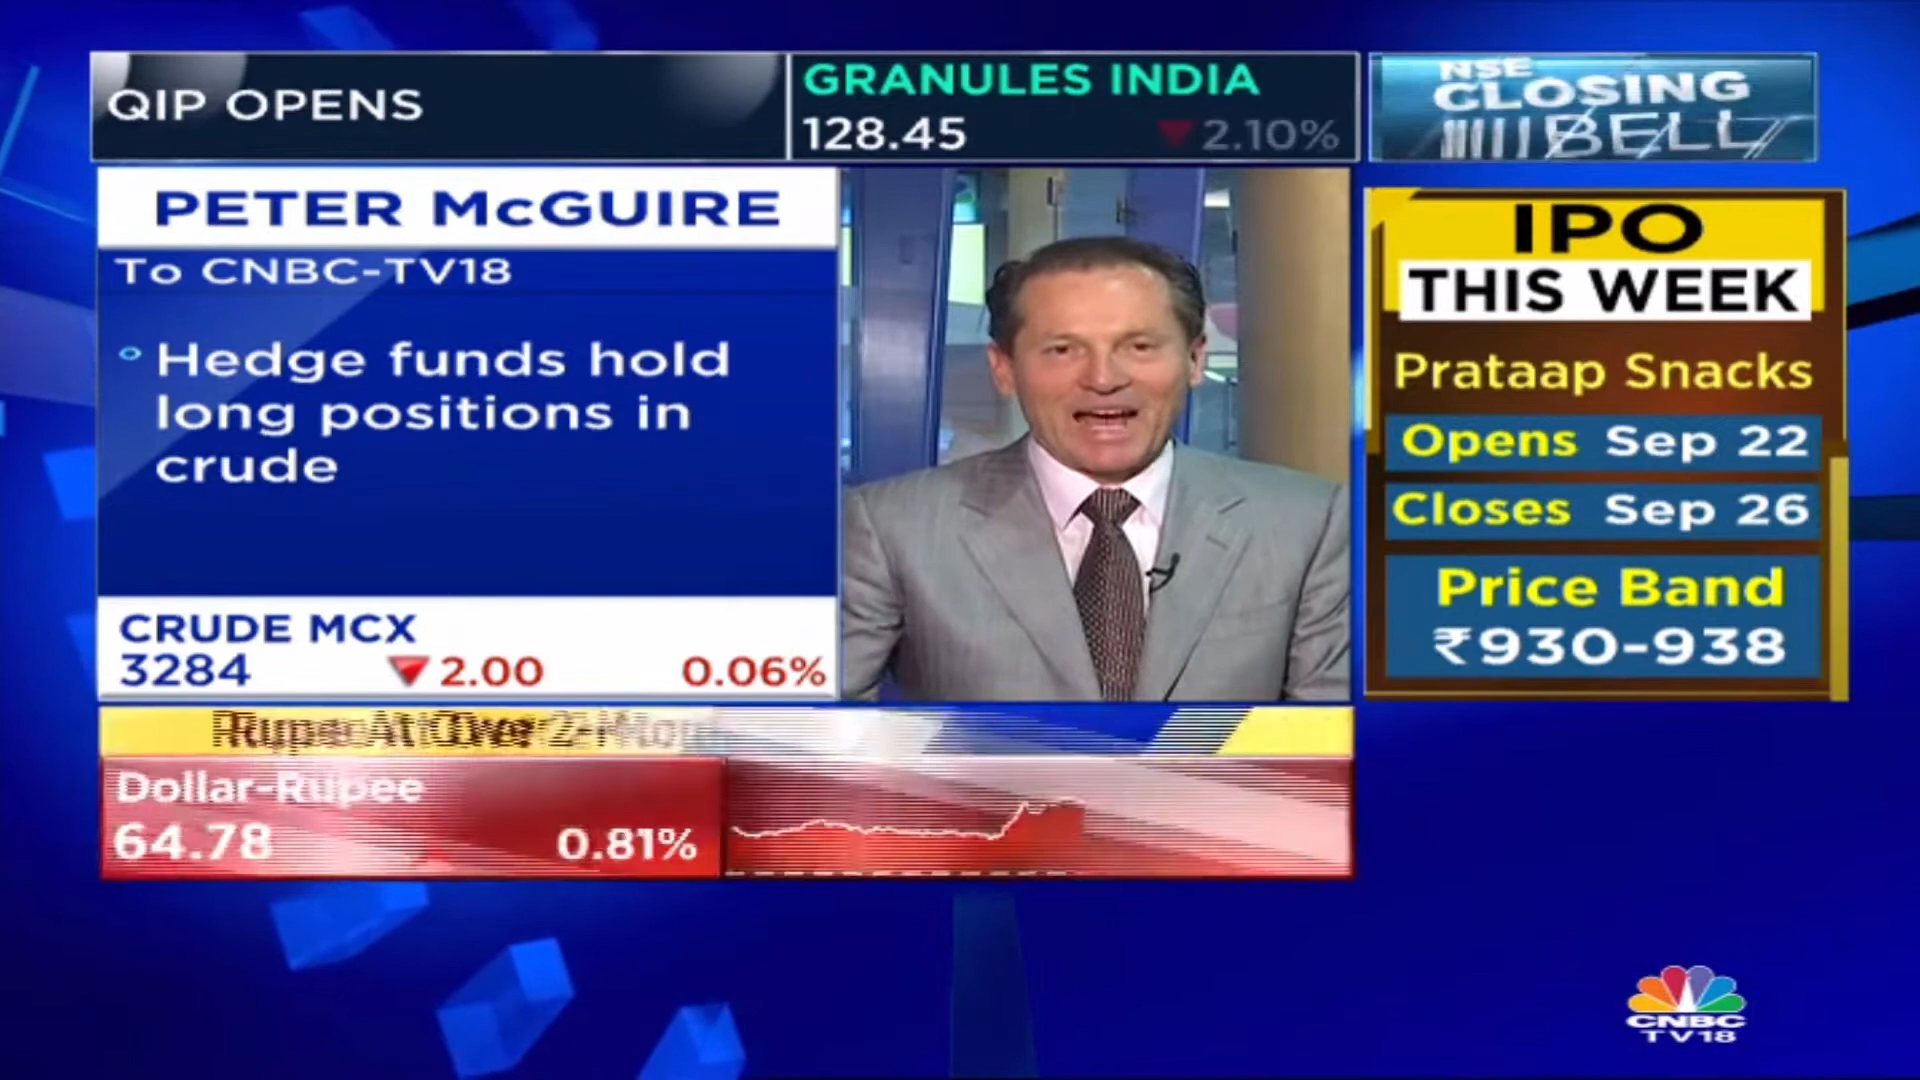 QIP OPENS
GRANULES INDIA
128.45 ▼2.10%
NSE
CLOSING
BELL
PETER McGUIRE
To CNBC-TV18
Hedge funds hold
long positions in
crude
CRUDE MCX
3284 ▼2.00 0.06%
IPO
THIS WEEK
Prataap Snacks
Opens Sep 22
Closes Sep 26
Price Band
₹930-938
Dollar-Rupee
64.78 0.81%
CNBC
TV18